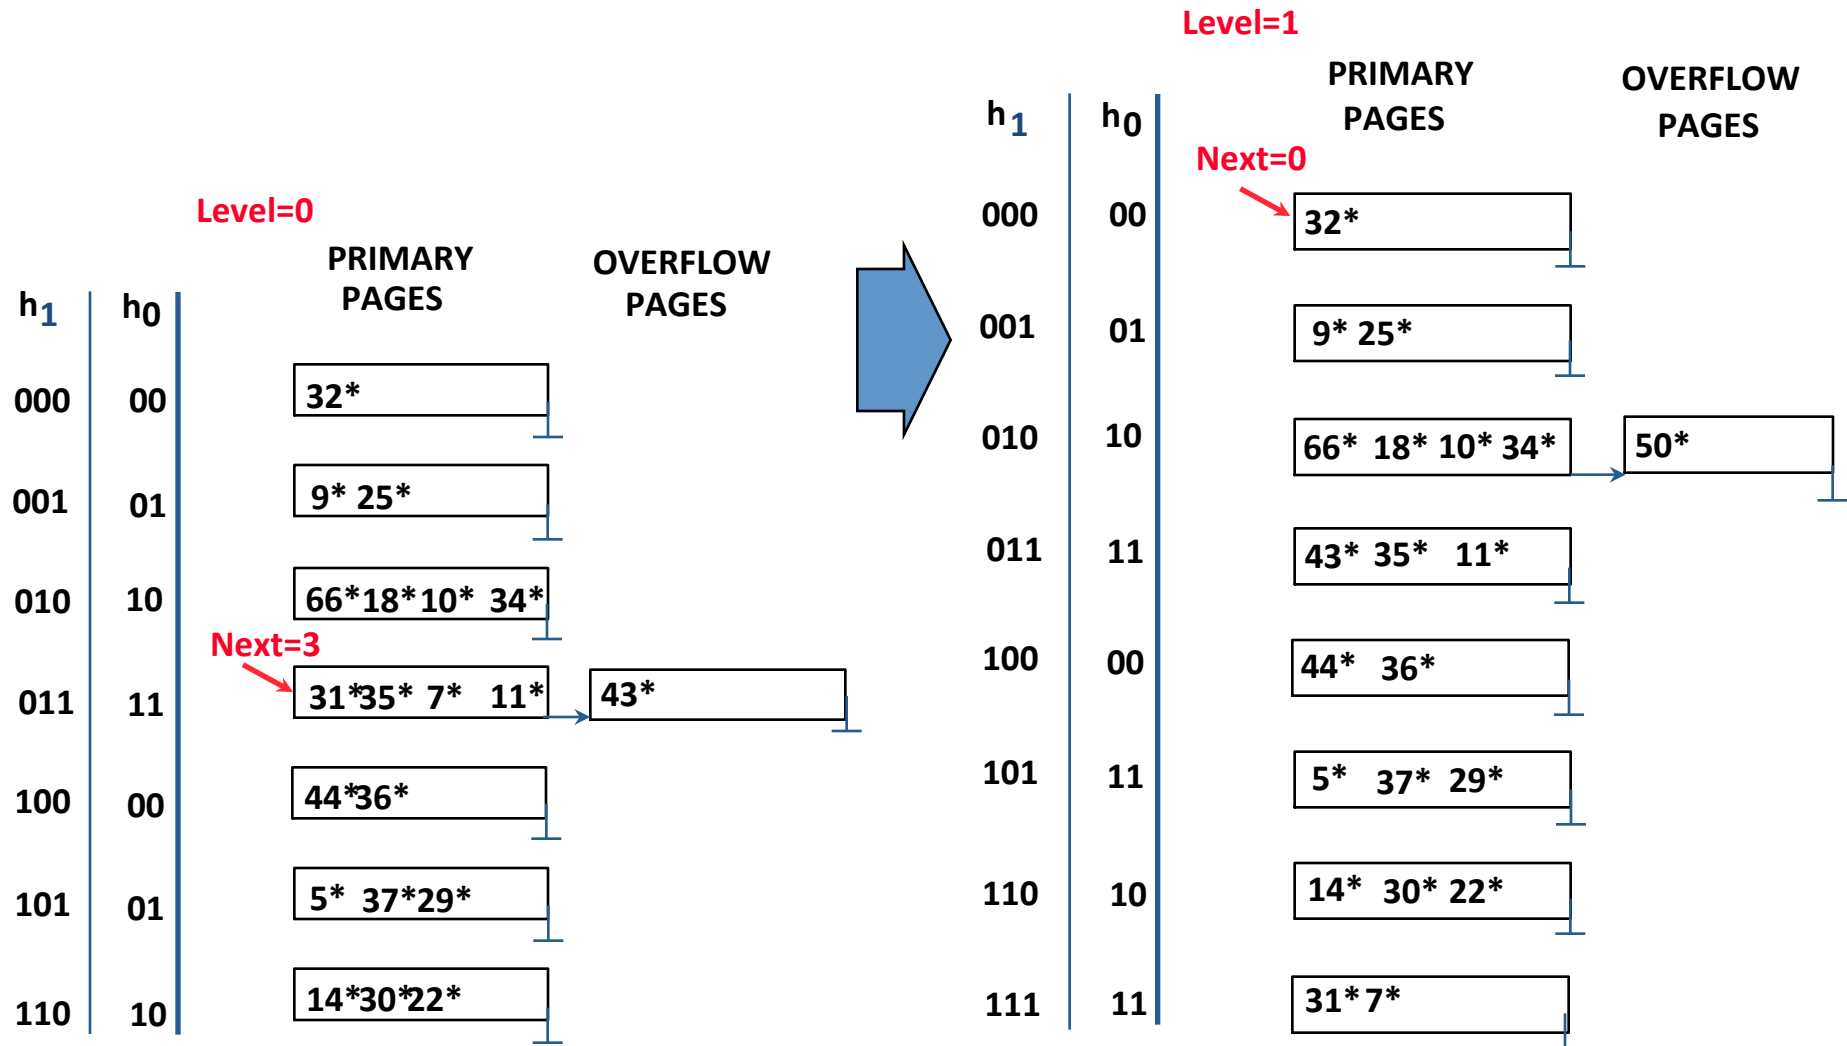 Level=0
PRIMARY PAGES
OVERFLOW PAGES
h1 h0
000 00 32*
001 01 9* 25*
010 10 66* 18* 10* 34*
Next=3
011 11 31* 35* 7* 11* 43*
100 00 44* 36*
101 01 5* 37* 29*
110 10 14* 30* 22*
Level=1
PRIMARY PAGES
OVERFLOW PAGES
h1 h0
Next=0
000 00 32*
001 01 9* 25*
010 10 66* 18* 10* 34* 50*
011 11 43* 35* 11*
100 00 44* 36*
101 11 5* 37* 29*
110 10 14* 30* 22*
111 11 31* 7*